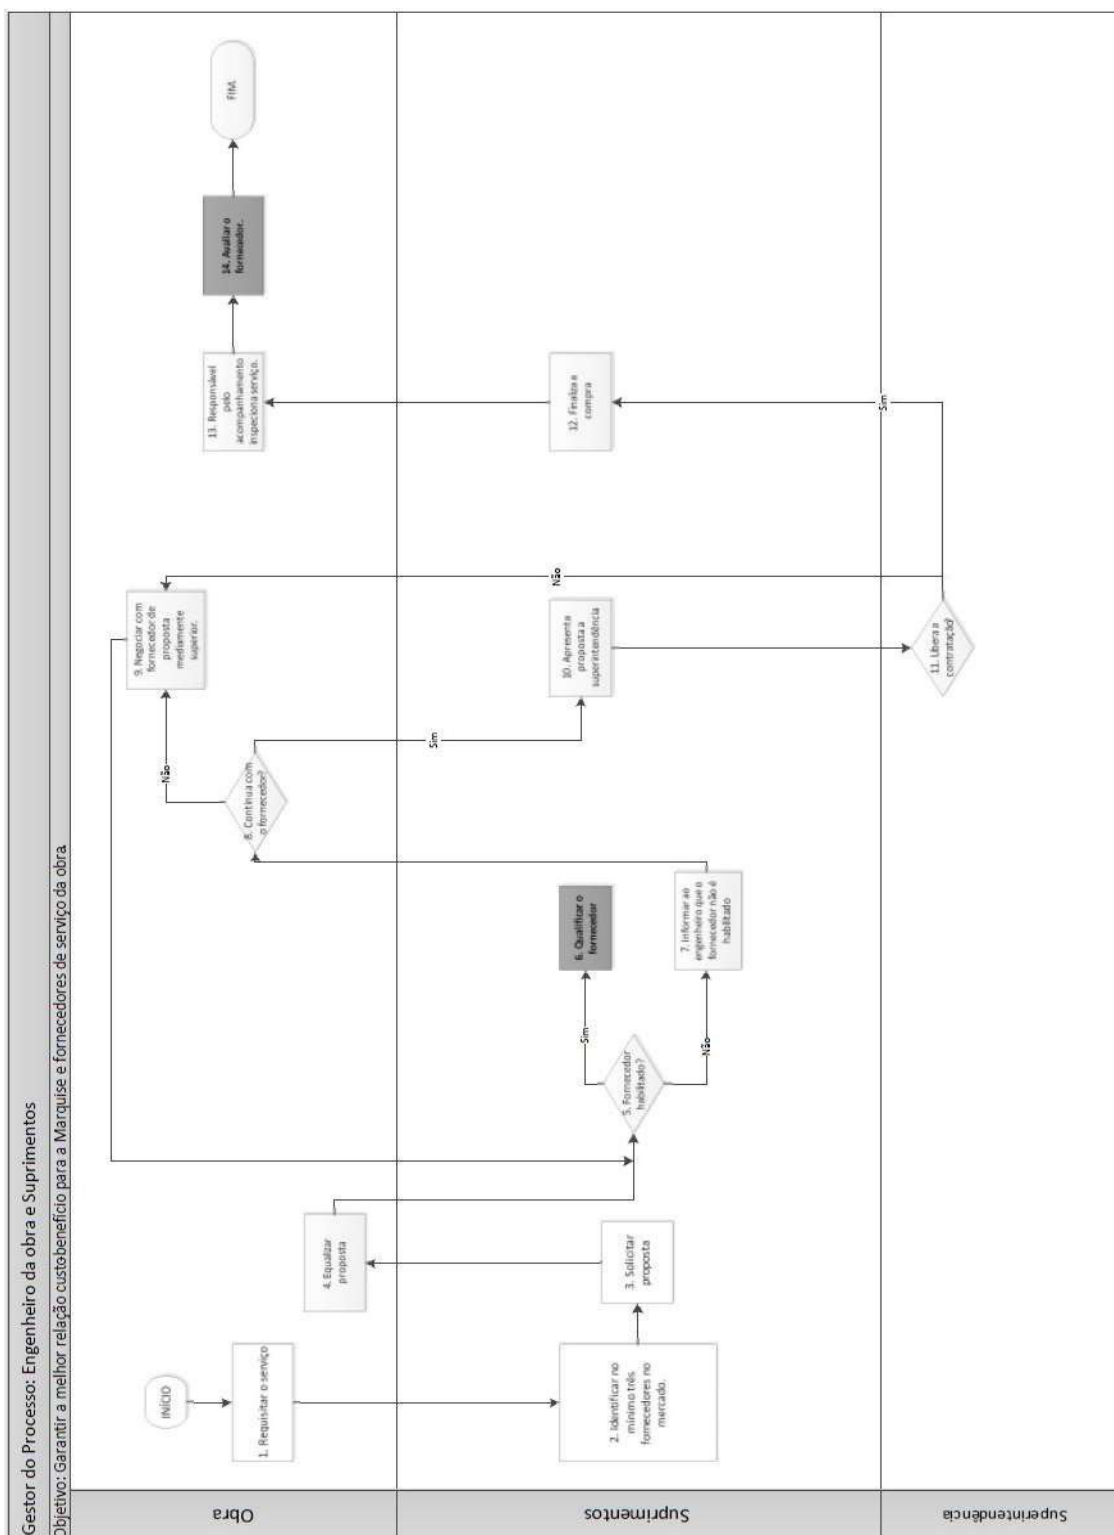 Gestor do Processo: Engenheiro da obra e Suprimentos
Objetivo: Garantir a melhor relação custobenefício para a Marquise e fornecedores de serviço da obra
Obra
Suprimentos
Superintendência
INÍCIO
1. Requisitar o serviço
2. Identificar no
mínimo três
fornecedores no
mercado.
3. Solicitar
proposta
4. Equalizar
proposta
5. Fornecedor
habilitado?
Sim
Não
6. Qualificar o
fornecedor
7. Informar ao
engenheiro que o
fornecedor não é
habilitado
8. Continua com
o fornecedor?
Não
Sim
9. Negociar com
fornecedor de
proposta
mediamente
superior.
10. Apresenta
proposta a
superintendência
11. Libera a
contratação?
Não
Sim
12. Finaliza e
compra
13. Responsável
pelo
acompanhamento
inspeciona serviço.
14. Avaliar o
fornecedor.
FIM.